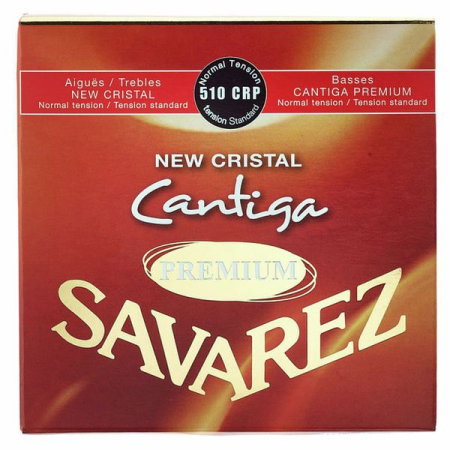 Aiguës / Trebles
NEW CRISTAL
Normal tension / Tension standard
Normal Tension
510 CRP
tension Standard
Basses
CANTIGA PREMIUM
Normal tension / Tension standard
NEW CRISTAL
Cantiga
PREMIUM
SAVAREZ